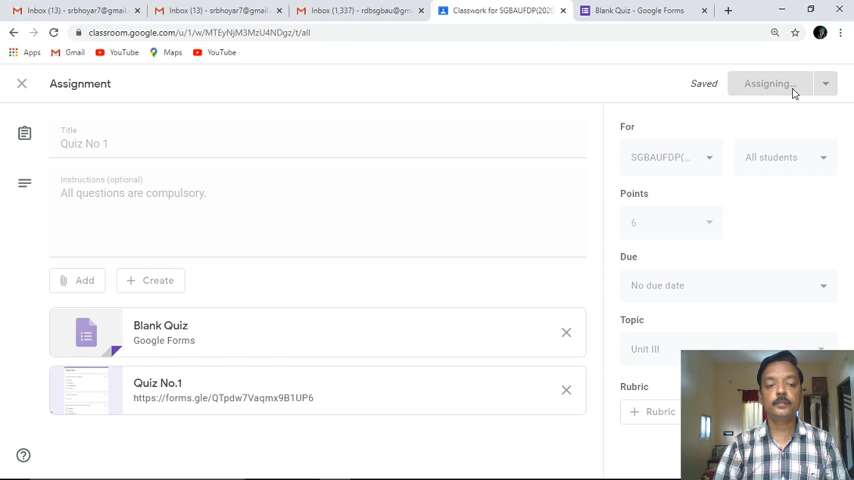 Inbox (13) - srbhoyar7@gmail.
Inbox (13) - srbhoyar7@gmail.
Inbox (1,337) - rdbsgbau@gm
Classwork for SGBAUFDP(2020
Blank Quiz - Google Forms
classroom.google.com/u/1/w/MTEyNjM3MzU4NDgz/t/all
Apps
Gmail
YouTube
Maps
YouTube
Assignment
Saved
Assigning...
Title
Quiz No 1
Instructions (optional)
All questions are compulsory.
Add
Create
Blank Quiz
Google Forms
Quiz No.1
https://forms.gle/QTpdw7Vaqmx9B1UP6
For
SGBAUFDP(...
All students
Points
6
Due
No due date
Topic
Unit III
Rubric
Rubric